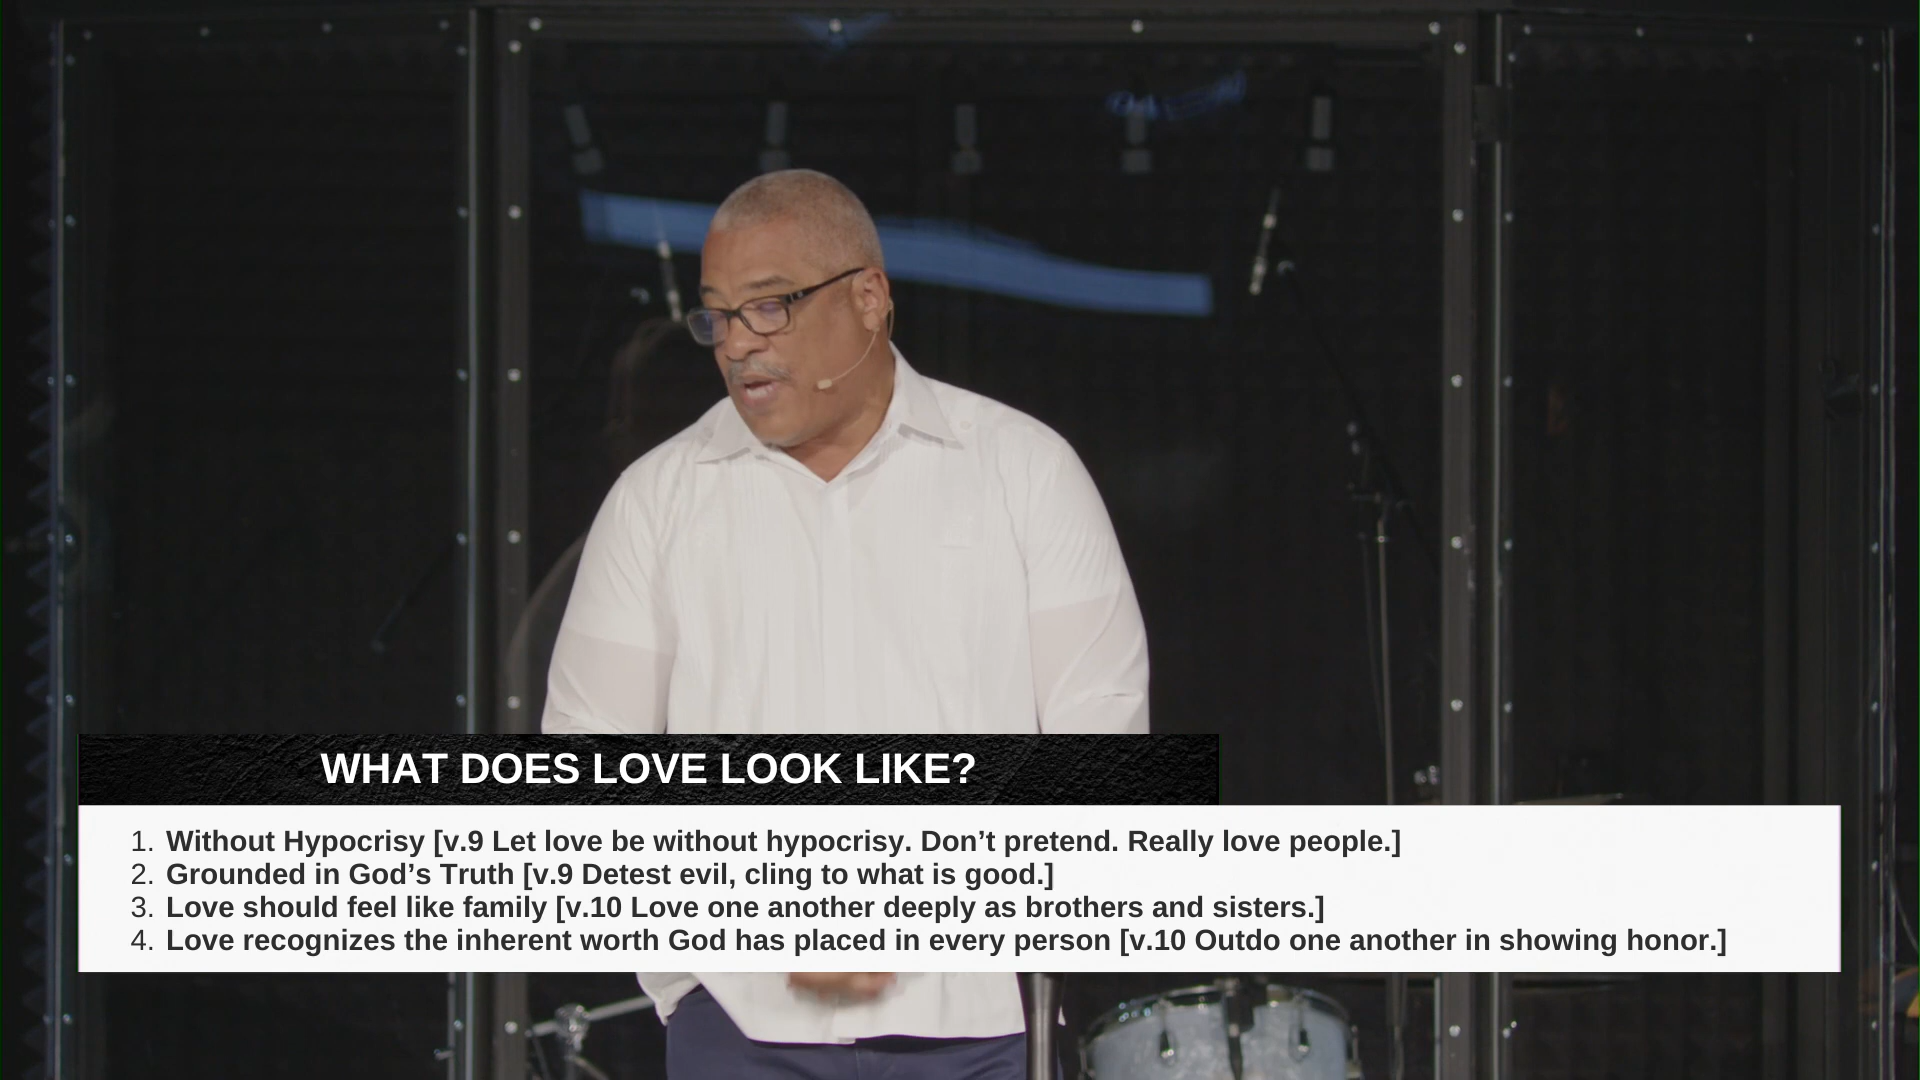 WHAT DOES LOVE LOOK LIKE?
1. Without Hypocrisy [v.9 Let love be without hypocrisy. Don’t pretend. Really love people.]
2. Grounded in God’s Truth [v.9 Detest evil, cling to what is good.]
3. Love should feel like family [v.10 Love one another deeply as brothers and sisters.]
4. Love recognizes the inherent worth God has placed in every person [v.10 Outdo one another in showing honor.]